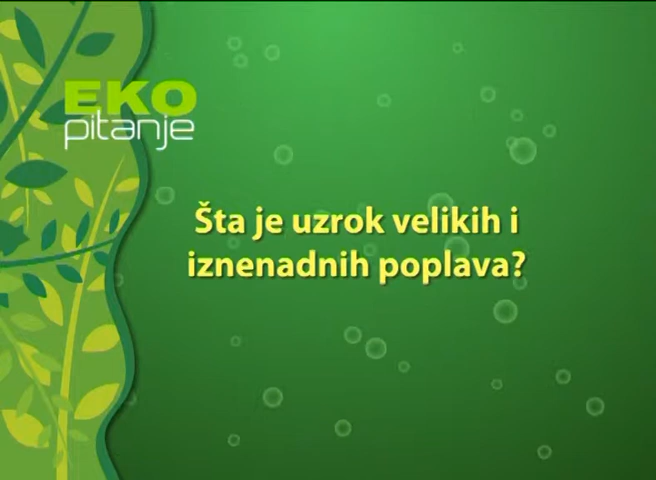 EKO
pitanje
Šta je uzrok velikih i
iznenadnih poplava?